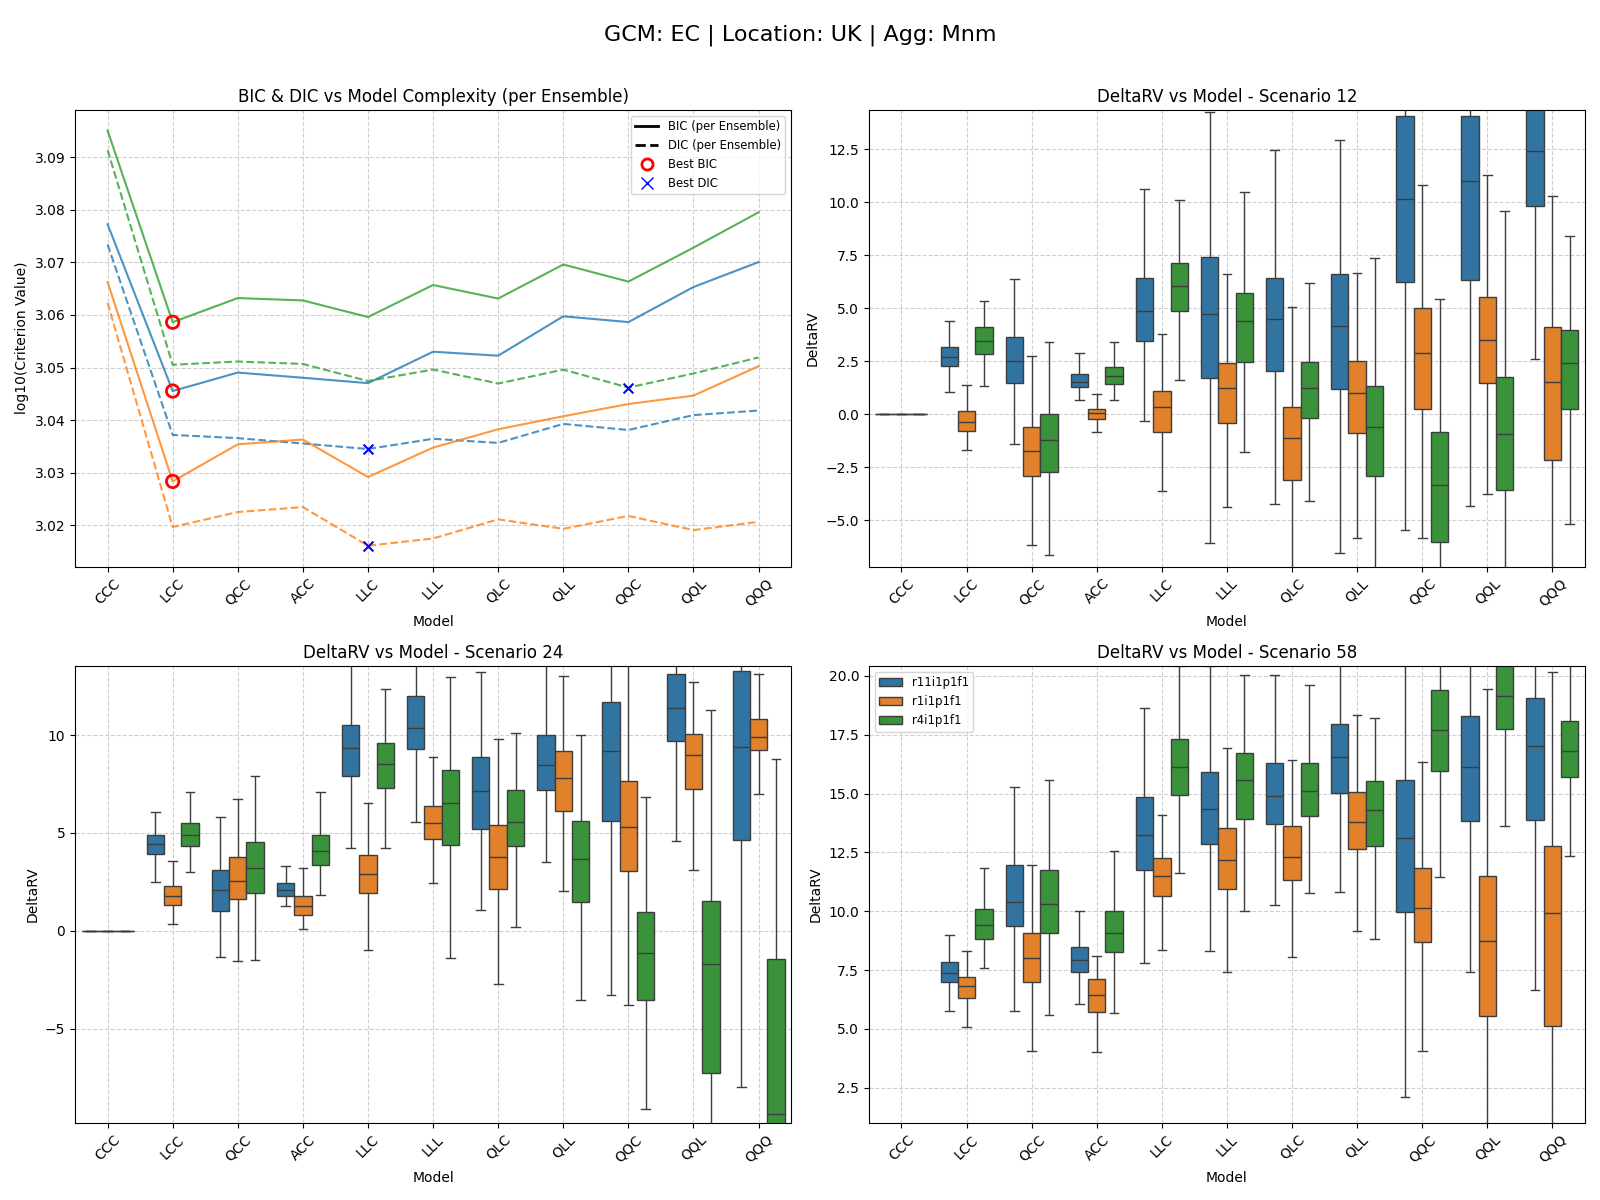 GCM: EC | Location: UK | Agg: Mnm
BIC & DIC vs Model Complexity (per Ensemble)
log10(Criterion Value)
3.09
3.08
3.07
3.06
3.05
3.04
3.03
3.02
BIC (per Ensemble)
DIC (per Ensemble)
Best BIC
Best DIC
CCC
LCC
QCC
ACC
LLC
LLL
QLC
QLL
QQC
QQL
QQQ
Model
DeltaRV vs Model - Scenario 12
DeltaRV
12.5
10.0
7.5
5.0
2.5
0.0
−2.5
−5.0
CCC
LCC
QCC
ACC
LLC
LLL
QLC
QLL
QQC
QQL
QQQ
Model
DeltaRV vs Model - Scenario 24
DeltaRV
10
5
0
−5
CCC
LCC
QCC
ACC
LLC
LLL
QLC
QLL
QQC
QQL
QQQ
Model
DeltaRV vs Model - Scenario 58
DeltaRV
20.0
17.5
15.0
12.5
10.0
7.5
5.0
2.5
r11i1p1f1
r1i1p1f1
r4i1p1f1
CCC
LCC
QCC
ACC
LLC
LLL
QLC
QLL
QQC
QQL
QQQ
Model